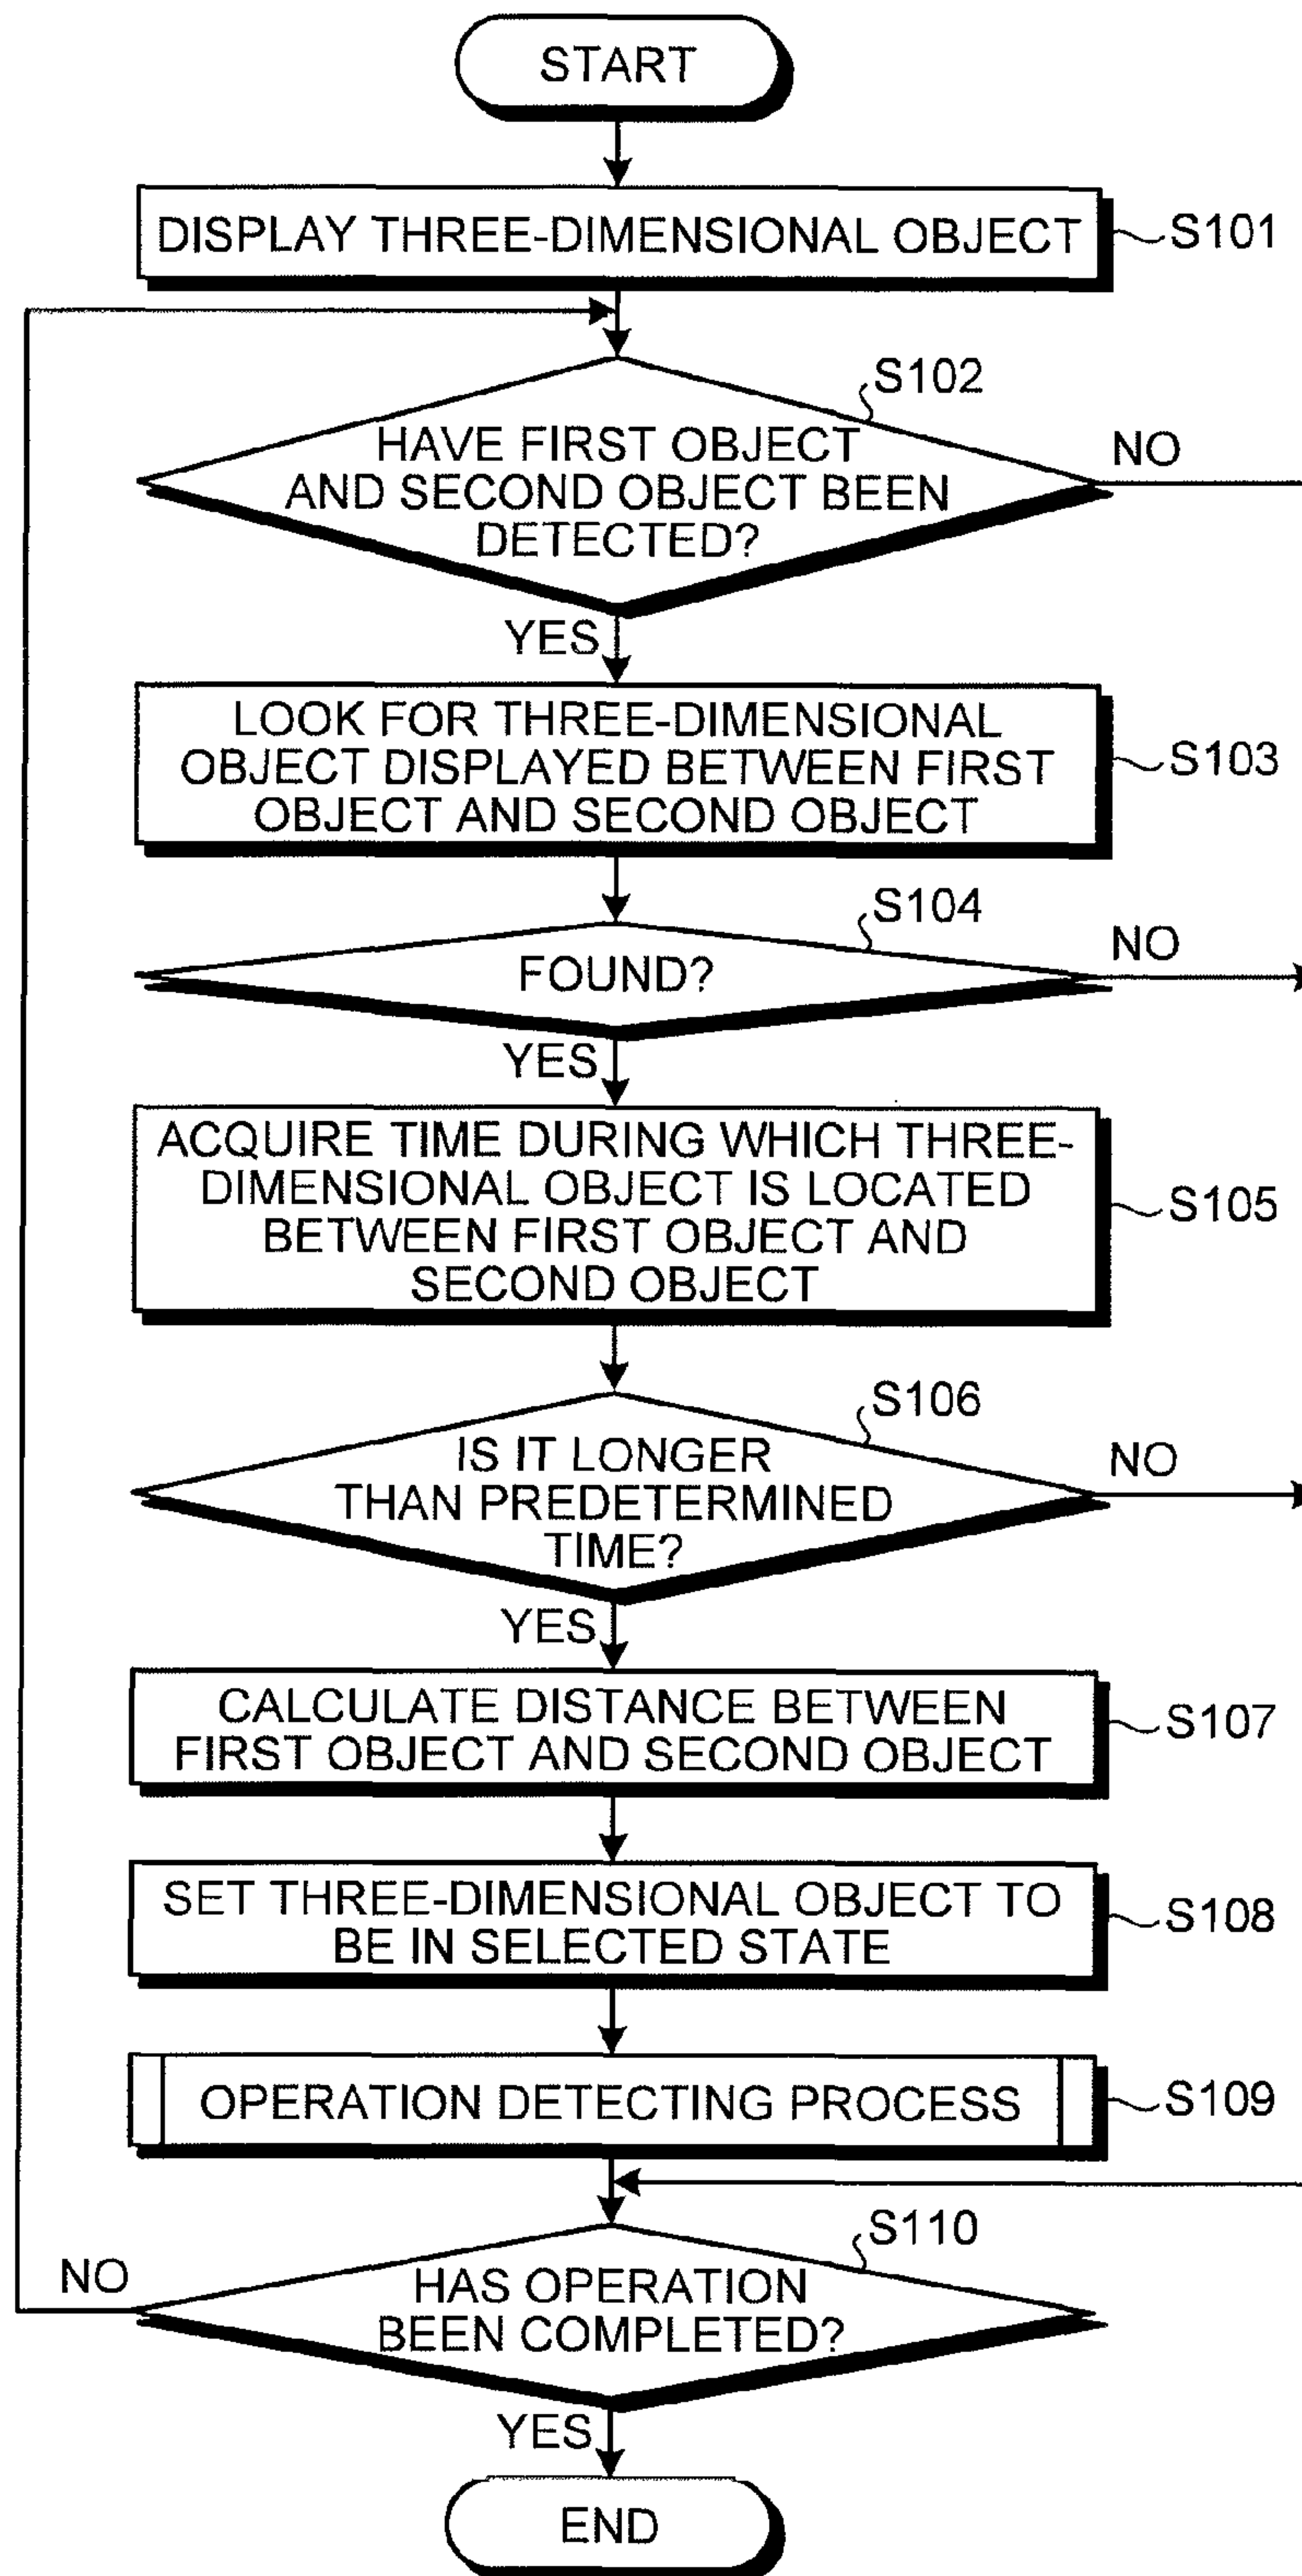 START
DISPLAY THREE-DIMENSIONAL OBJECT
S101
S102
HAVE FIRST OBJECT
AND SECOND OBJECT BEEN
DETECTED?
NO
YES
LOOK FOR THREE-DIMENSIONAL
OBJECT DISPLAYED BETWEEN FIRST
OBJECT AND SECOND OBJECT
S103
S104
FOUND?
NO
YES
ACQUIRE TIME DURING WHICH THREE-
DIMENSIONAL OBJECT IS LOCATED
BETWEEN FIRST OBJECT AND
SECOND OBJECT
S105
S106
IS IT LONGER
THAN PREDETERMINED
TIME?
NO
YES
CALCULATE DISTANCE BETWEEN
FIRST OBJECT AND SECOND OBJECT
S107
SET THREE-DIMENSIONAL OBJECT TO
BE IN SELECTED STATE
S108
OPERATION DETECTING PROCESS
S109
S110
HAS OPERATION
BEEN COMPLETED?
NO
YES
END